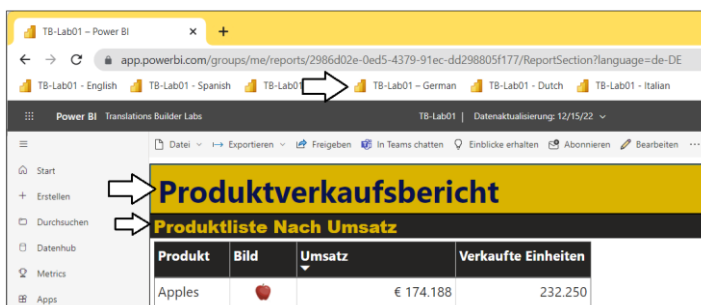 TB-Lab01 – Power BI
app.powerbi.com/groups/me/reports/2986d02e-0ed5-4379-91ec-dd298805f177/ReportSection?language=de-DE
TB-Lab01 - English TB-Lab01 - Spanish TB-Lab01 TB-Lab01 – German TB-Lab01 - Dutch TB-Lab01 - Italian
Power BI Translations Builder Labs TB-Lab01 | Datenaktualisierung: 12/15/22
Datei Exportieren Freigeben In Teams chatten Einblicke erhalten Abonnieren Bearbeiten ...
Start
Erstellen
Durchsuchen
Datenhub
Metrics
Apps
Produktverkaufsbericht
Produktliste Nach Umsatz
Produkt Bild Umsatz Verkaufte Einheiten
Apples € 174.188 232.250